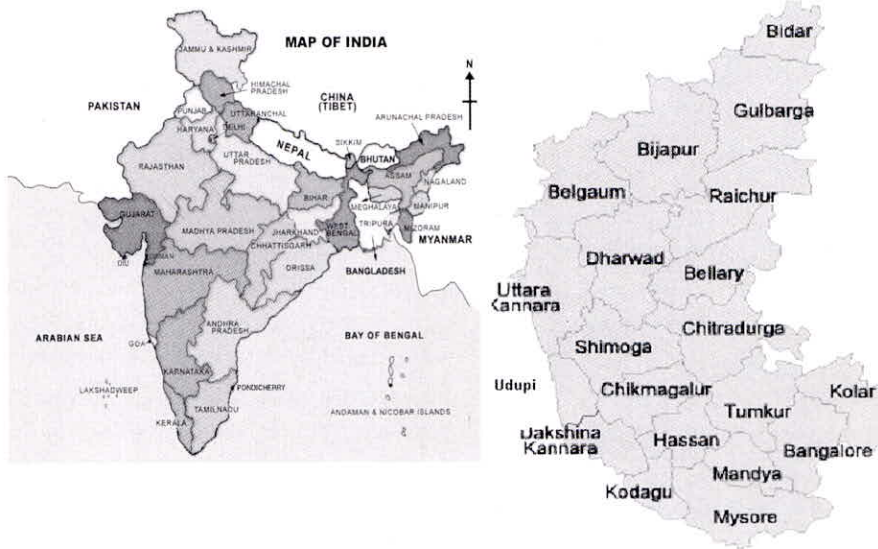 MAP OF INDIA
N
JAMMU & KASHMIR
HIMACHAL
PRADESH
PAKISTAN
CHINA
(TIBET)
PUNJAB
UTTARANCHAL
ARUNACHAL PRADESH
HARYANA
DELHI
SIKKIM
NEPAL
BHUTAN
RAJASTHAN
UTTAR
PRADESH
ASSAM
NAGALAND
BIHAR
MEGHALAYA
MANIPUR
GUJARAT
MADHYA PRADESH
JHARKHAND
WEST
BENGAL
TRIPURA
MIZORAM
MYANMAR
CHHATTISGARH
DIU
DAMAN
MAHARASHTRA
ORISSA
BANGLADESH
ARABIAN SEA
ANDHRA
PRADESH
BAY OF BENGAL
GOA
KARNATAKA
LAKSHADWEEP
PONDICHERRY
TAMILNADU
ANDAMAN & NICOBAR ISLANDS
KERALA
Bidar
Gulbarga
Bijapur
Belgaum
Raichur
Dharwad
Bellary
Uttara
Kannara
Chitradurga
Shimoga
Udupi
Chikmagalur
Kolar
Tumkur
Dakshina
Kannara
Hassan
Bangalore
Mandya
Kodagu
Mysore